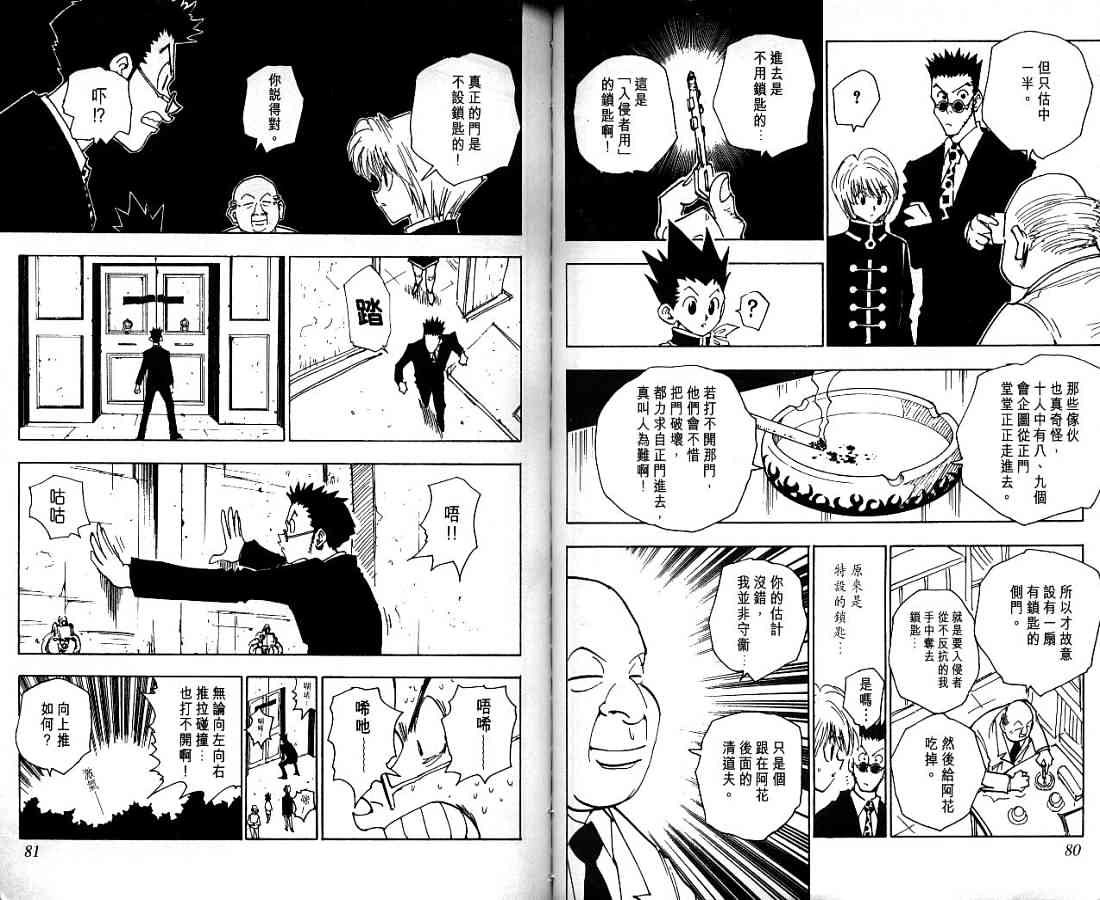 但只估中
一半。
?
進去是
不用鎖匙的…
這是
「入侵者用」
的鎖匙啊！
?
那些傢伙
也真奇怪，
十人中有八、九個
會企圖從正門
堂堂正正走進去。
若打不開那門，
他們會不惜
把門破壞，
都力求自正門進去，
真叫人為難啊！
所以才故意
設有一扇
有鎖匙的
側門。
就是要入侵者
從不反抗的我
手中奪去
鎖匙…
然後給阿花
吃掉。
原來是
特設的鎖匙…
是嗎…
你的估計
沒錯，
我並非守衞…
只是個
跟在阿花
後面的
清道夫。
80
真正的門是
不設鎖匙的！
你說得對。
吓!?
踏
唔!!
咕咕
唔唏
唏吔
無論向左向右
推拉碰撞…
也打不開啊！
向上推
如何？
81